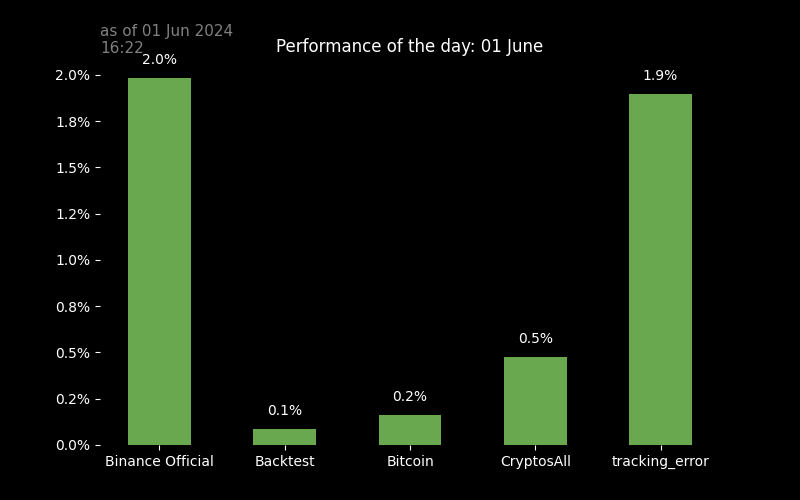 as of 01 Jun 2024
16:22
Performance of the day: 01 June
2.0%
0.1%
0.2%
0.5%
1.9%
2.0%
1.8%
1.5%
1.2%
1.0%
0.8%
0.5%
0.2%
0.0%
Binance Official
Backtest
Bitcoin
CryptosAll
tracking_error